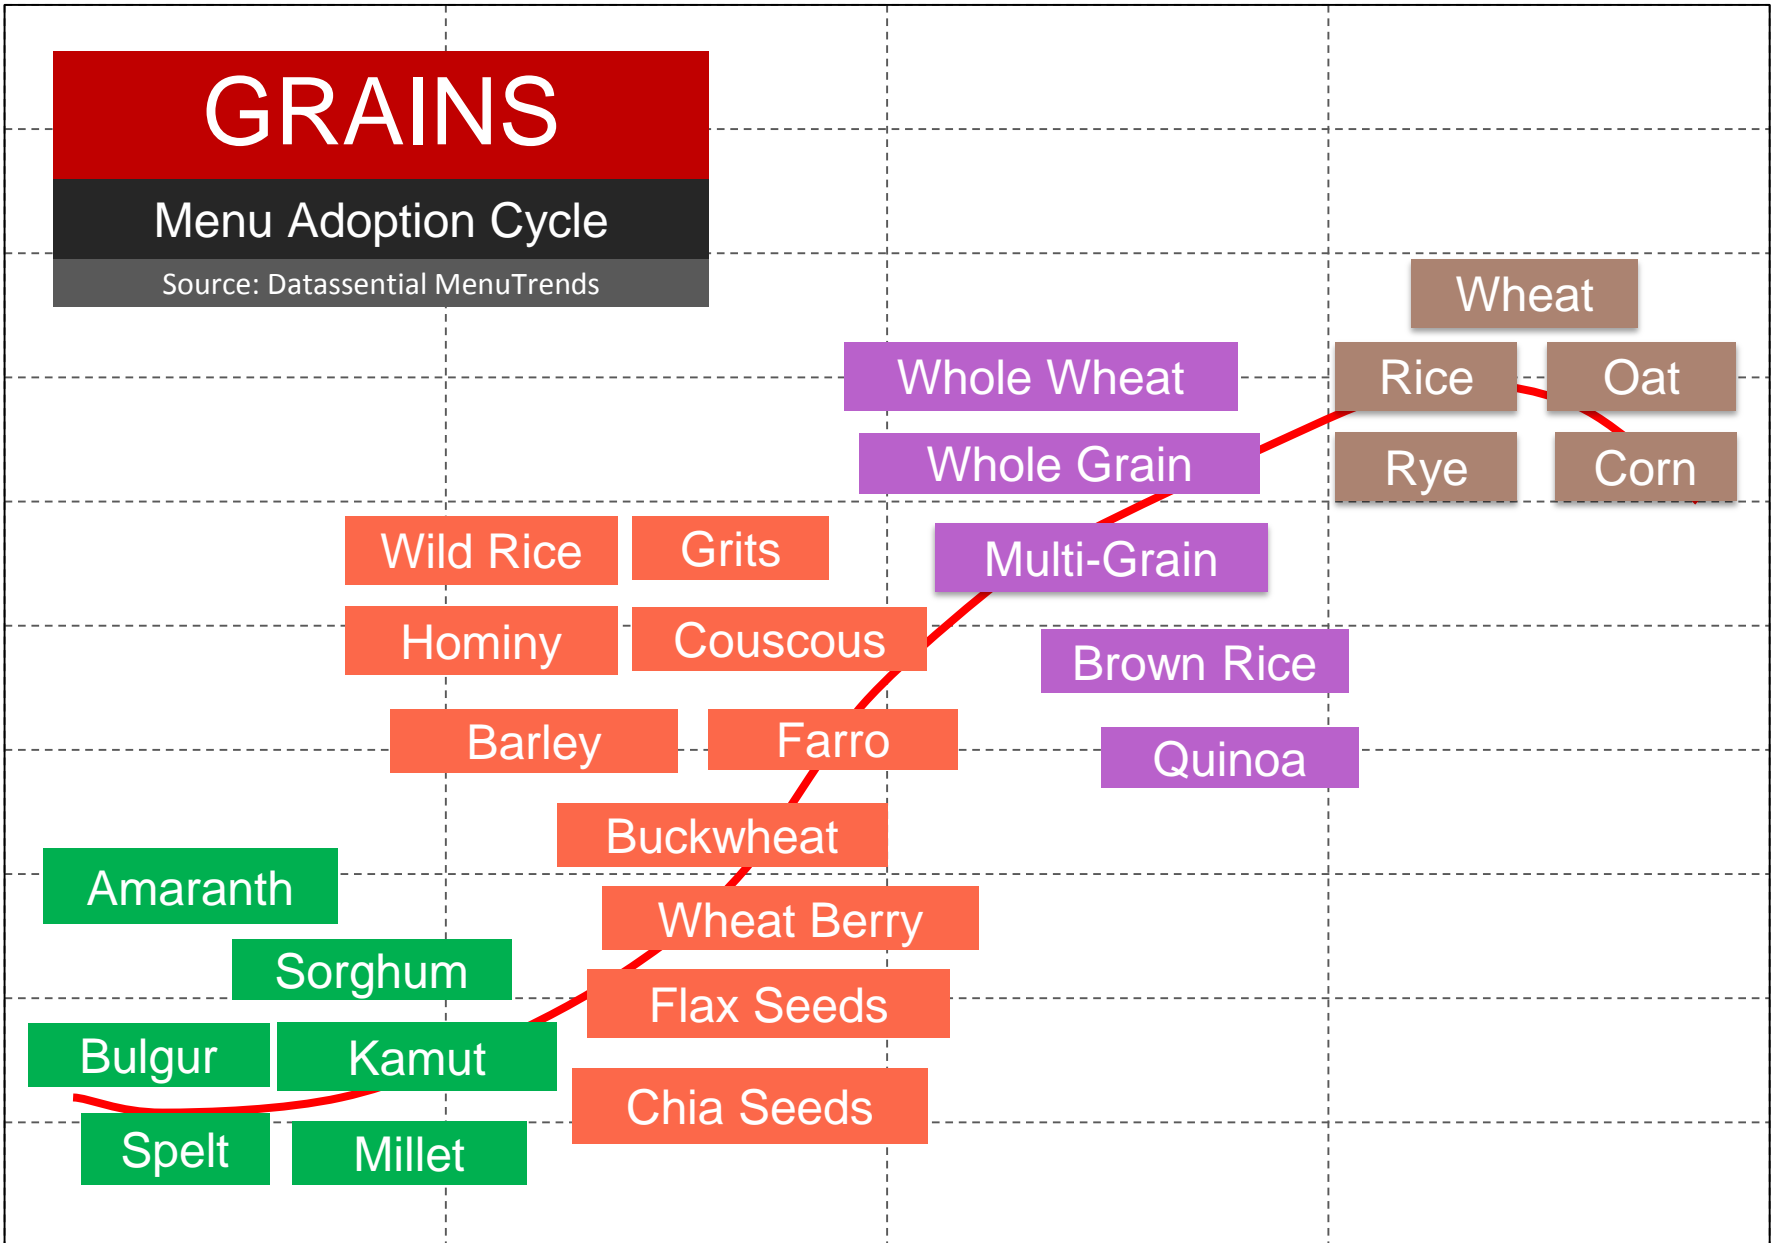 GRAINS
Menu Adoption Cycle
Source: Datassential MenuTrends
Wheat
Whole Wheat
Rice
Oat
Whole Grain
Rye
Corn
Wild Rice
Grits
Multi-Grain
Hominy
Couscous
Brown Rice
Barley
Farro
Quinoa
Buckwheat
Amaranth
Wheat Berry
Sorghum
Flax Seeds
Bulgur
Kamut
Chia Seeds
Spelt
Millet